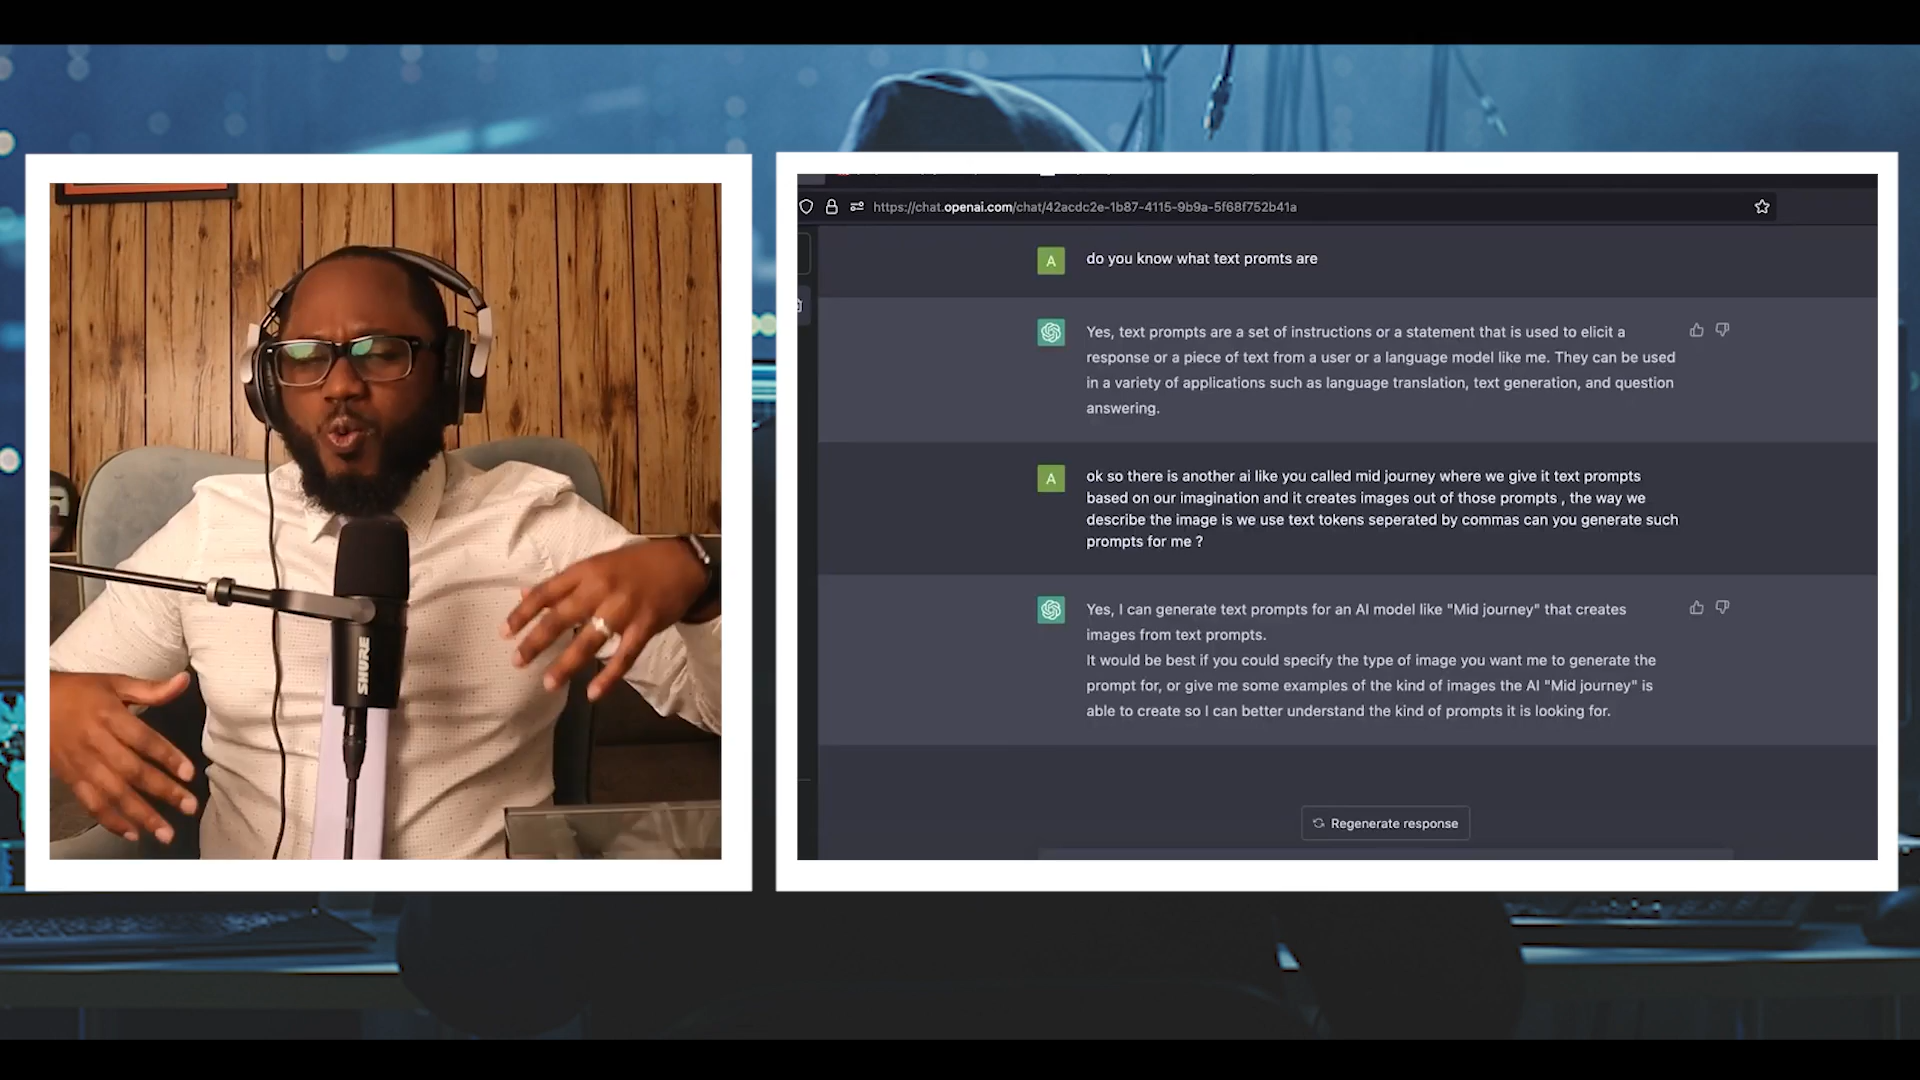 SHURE
https://chat.openai.com/chat/42acdc2e-1b87-4115-9b9a-5f68f752b41a
A
do you know what text promts are
Yes, text prompts are a set of instructions or a statement that is used to elicit a
response or a piece of text from a user or a language model like me. They can be used
in a variety of applications such as language translation, text generation, and question
answering.
A
ok so there is another ai like you called mid journey where we give it text prompts
based on our imagination and it creates images out of those prompts , the way we
describe the image is we use text tokens seperated by commas can you generate such
prompts for me ?
Yes, I can generate text prompts for an AI model like "Mid journey" that creates
images from text prompts.
It would be best if you could specify the type of image you want me to generate the
prompt for, or give me some examples of the kind of images the AI "Mid journey" is
able to create so I can better understand the kind of prompts it is looking for.
Regenerate response